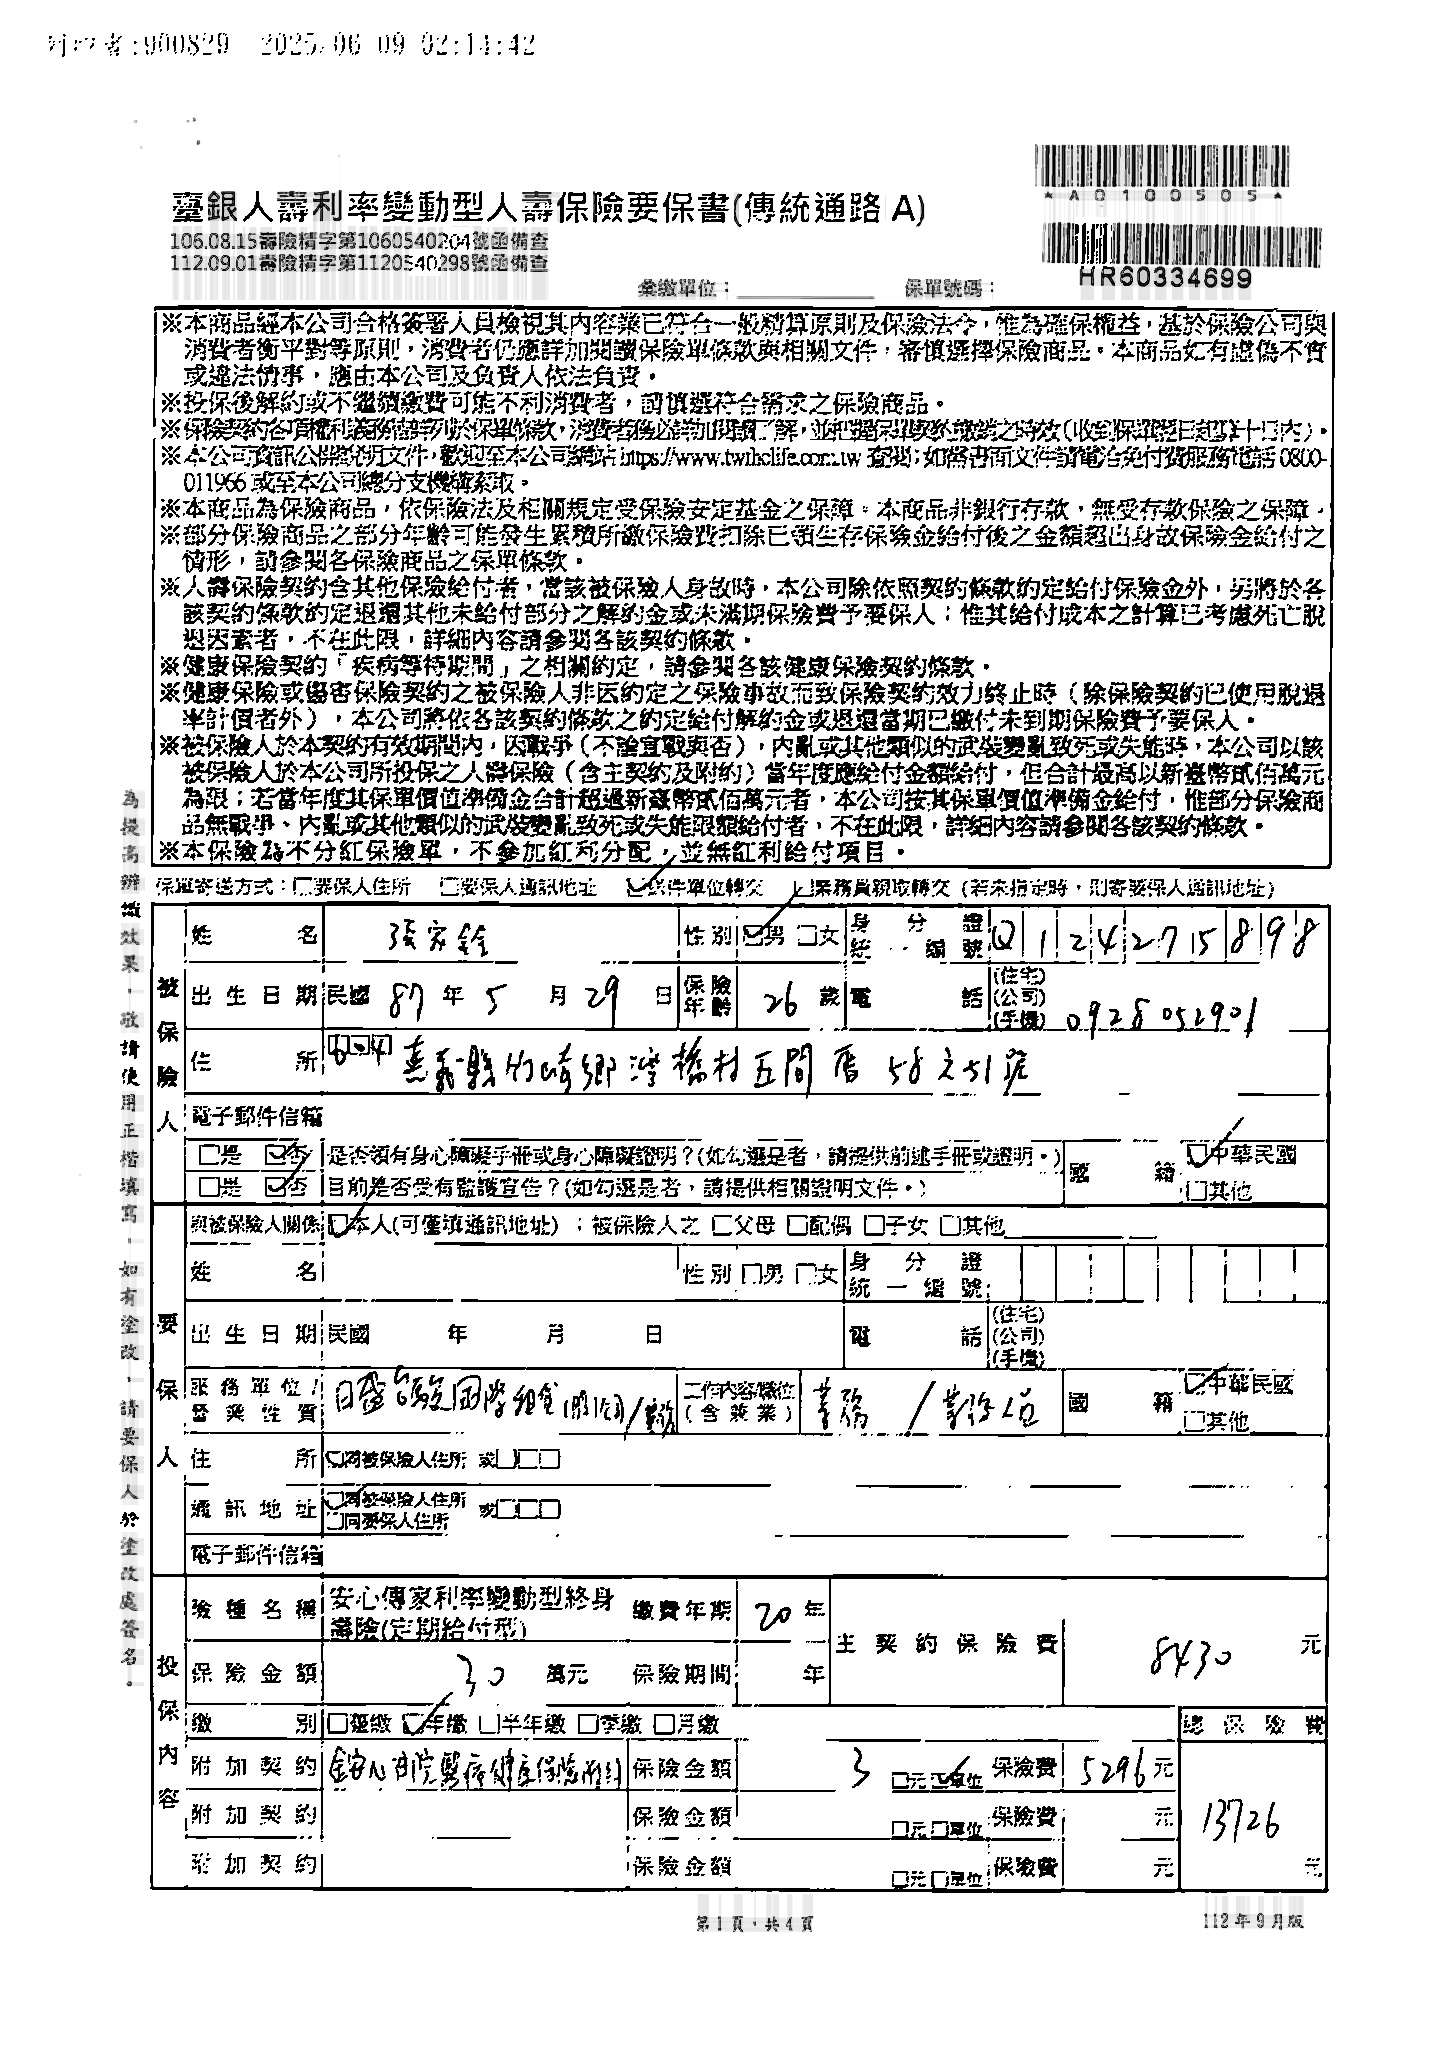 列印者:900829 2025/06/09 02:14:42
*A0100505*
HR60334699
臺銀人壽利率變動型人壽保險要保書(傳統通路A)
106.08.15壽險精字第1060540204號函備查
112.09.01壽險精字第1120540298號函備查
彙繳單位: 保單號碼:
※本商品經本公司合格簽署人員檢視其內容業已符合一般精算原則及保險法令，惟為確保權益，基於保險公司與
消費者衡平對等原則，消費者仍應詳加閱讀保險單條款與相關文件，審慎選擇保險商品。本商品如有虛偽不實
或違法情事，應由本公司及負責人依法負責。
※投保後解約或不繼續繳費可能不利消費者，請慎選符合需求之保險商品。
※保險契約各項權利義務皆詳列於保單條款，消費者務必詳加閱讀了解，並把握保單契約撤銷之時效(收到保單翌日起算十日內)。
※本公司資訊公開說明文件，歡迎至本公司網站https://www.twfhclife.com.tw查閱；如需書面文件請電洽免付費服務電話0800-
011966或至本公司總分支機構索取。
※本商品為保險商品，依保險法及相關規定受保險安定基金之保障。本商品非銀行存款，無受存款保險之保障。
※部分保險商品之部分年齡可能發生累積所繳保險費扣除已領生存保險金給付後之金額超出身故保險金給付之
情形，請參閱各保險商品之保單條款。
※人壽保險契約含其他保險給付者，當該被保險人身故時，本公司除依照契約條款約定給付保險金外，另將於各
該契約條款約定退還其他未給付部分之解約金或未滿期保險費予要保人；惟其給付成本之計算已考慮死亡脫
退因素者，不在此限，詳細內容請參閱各該契約條款。
※健康保險契約「疾病等待期間」之相關約定，請參閱各該健康保險契約條款。
※健康保險或傷害保險契約之被保險人非因約定之保險事故而致保險契約效力終止時（除保險契約已使用脫退
率計價者外），本公司將依各該契約條款之約定給付解約金或退還當期已繳付未到期保險費予要保人。
※被保險人於本契約有效期間內，因戰爭（不論宣戰與否），內亂或其他類似的武裝變亂致死或失能時，本公司以該
被保險人於本公司所投保之人壽保險（含主契約及附約）當年度應給付金額給付，但合計最高以新臺幣貳佰萬元
為限；若當年度其保單價值準備金合計超過新臺幣貳佰萬元者，本公司按其保單價值準備金給付，惟部分保險商
品無戰爭、內亂或其他類似的武裝變亂致死或失能限額給付者，不在此限，詳細內容請參閱各該契約條款。
※本保險為不分紅保險單，不參加紅利分配，並無紅利給付項目。
為提高辦識效果，敬請使用正楷填寫，如有塗改，請要保人於塗改處簽名。
保單寄送方式：□要保人住所 □要保人通訊地址 ☑收件單位轉交 □業務員親取轉交（若未指定時，則寄要保人通訊地址）
被保險人
姓名 張家銓 性別 ☑男 □女 身分證統一編號 Q124275898
出生日期 民國 87 年 5 月 29 日 保險年齡 26 歲 電話 (住宅) (公司) (手機) 0928052901
住所 604 嘉義縣竹崎鄉灣橋村五間厝58之51號
電子郵件信箱
□是 ☑否 是否領有身心障礙手冊或身心障礙證明？(如勾選是者，請提供前述手冊或證明。) 國籍 ☑中華民國 □其他
□是 ☑否 目前是否受有監護宣告？(如勾選是者，請提供相關證明文件。)
要保人
與被保險人關係 ☑本人(可僅填通訊地址)；被保險人之 □父母 □配偶 □子女 □其他
姓名 性別 □男 □女 身分證統一編號
出生日期 民國 年 月 日 電話 (住宅) (公司) (手機)
服務單位/營業性質 日盛台駿國際租賃 工作內容/職位(含兼業) 業務 / 業務員 國籍 ☑中華民國 □其他
住所 ☑同被保險人住所 或□□□
通訊地址 ☑同被保險人住所 □同要保人住所 或□□□
電子郵件信箱
投保內容
險種名稱 安心傳家利率變動型終身壽險(定期給付型) 繳費年期 20 年 主契約保險費 8430 元
保險金額 30 萬元 保險期間 年
繳別 □躉繳 ☑年繳 □半年繳 □季繳 □月繳 總保險費
附加契約 金安心住院醫療健康保險附約 保險金額 3 □元 ☑單位 保險費 5296 元
附加契約 保險金額 □元 □單位 保險費 元 13726
附加契約 保險金額 □元 □單位 保險費 元 元
第1頁，共4頁
112年9月版